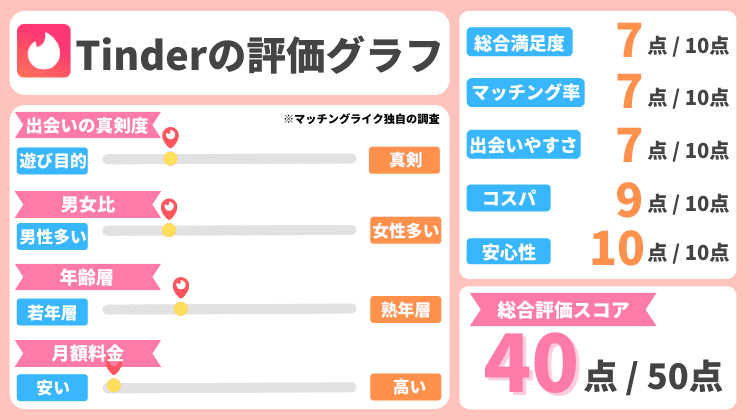 Tinderの評価グラフ
※マッチングライク独自の調査
出会いの真剣度
遊び目的
真剣
男女比
男性多い
女性多い
年齢層
若年層
熟年層
月額料金
安い
高い
総合満足度 7点 / 10点
マッチング率 7点 / 10点
出会いやすさ 7点 / 10点
コスパ 9点 / 10点
安心性 10点 / 10点
総合評価スコア
40点 / 50点